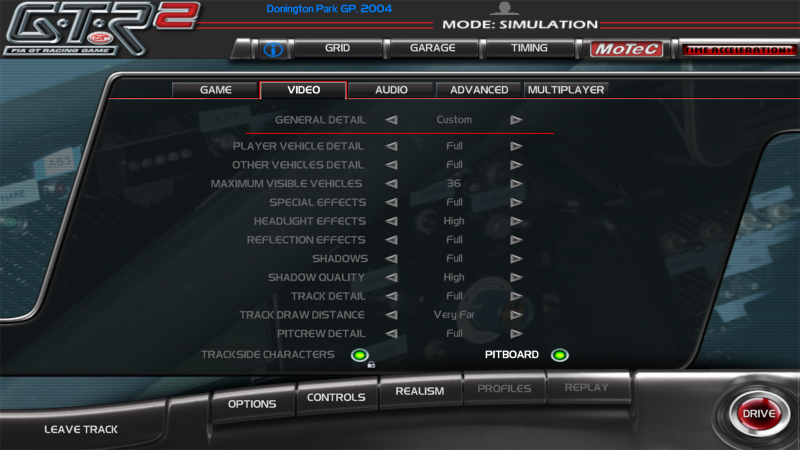 GTR2
FIA GT RACING GAME
Donington Park GP, 2004
MODE: SIMULATION
GRID GARAGE TIMING MoTeC TIME ACCELERATION
GAME VIDEO AUDIO ADVANCED MULTIPLAYER
GENERAL DETAIL Custom
PLAYER VEHICLE DETAIL Full
OTHER VEHICLES DETAIL Full
MAXIMUM VISIBLE VEHICLES 36
SPECIAL EFFECTS Full
HEADLIGHT EFFECTS High
REFLECTION EFFECTS Full
SHADOWS Full
SHADOW QUALITY High
TRACK DETAIL Full
TRACK DRAW DISTANCE Very Far
PITCREW DETAIL Full
TRACKSIDE CHARACTERS PITBOARD
ABS
OPTIONS CONTROLS REALISM PROFILES REPLAY
LEAVE TRACK
DRIVE